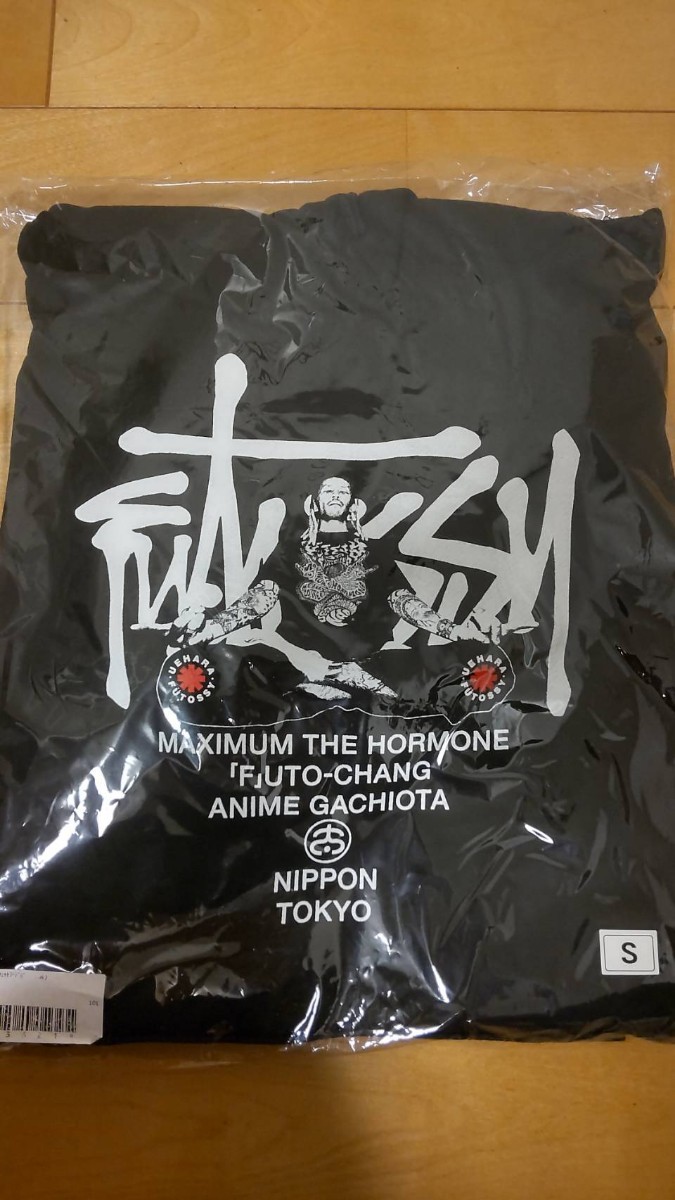 FUTOSSY
UEHARA
FUTOSSY
UEHARA
FUTOSSY
MAXIMUM THE HORMONE
「F」UTO-CHANG
ANIME GACHIOTA
NIPPON
TOKYO
S